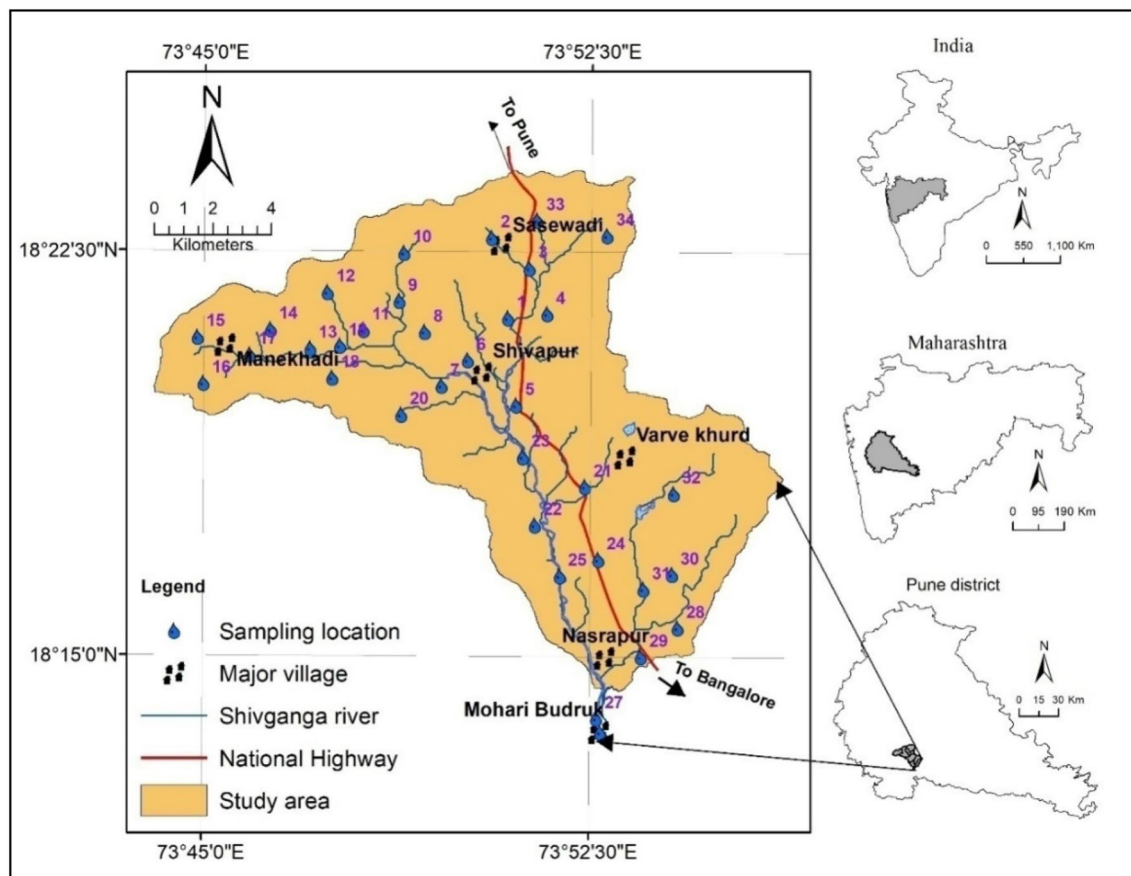 73°45'0"E
73°52'30"E
India
N
To Pune
N
0 2 4
Kilometers
18°22'30"N
33
34
2
Sasewadi
3
10
N
0 550 1,100 Km
12
9
11
1
4
15
14
8
13
17
6
Shivapur
Manekhadi
16
18
7
Maharashtra
20
5
23
Varve khurd
21
32
N
0 95 190 Km
22
24
25
30
31
Legend
28
Pune district
Sampling location
Nasrapur
29
18°15'0"N
To Bangalore
Major village
27
Mohari Budruk
N
0 15 30 Km
Shivganga river
National Highway
Study area
73°45'0"E
73°52'30"E